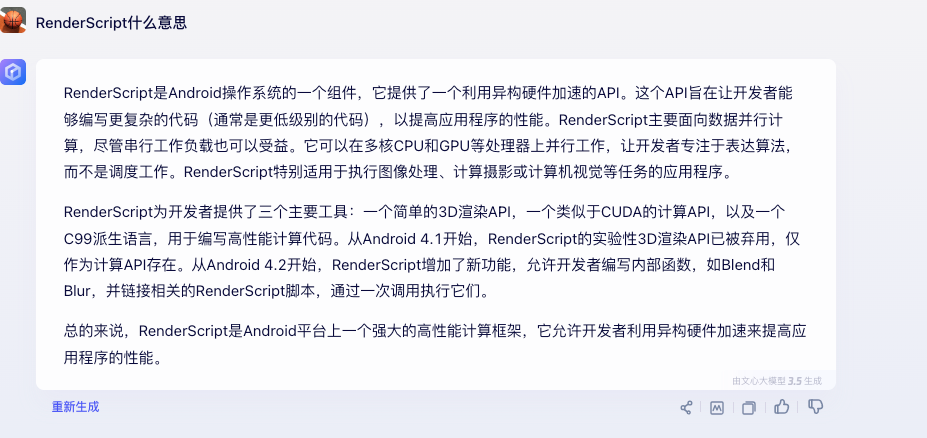 RenderScript什么意思
RenderScript是Android操作系统的一个组件，它提供了一个利用异构硬件加速的API。这个API旨在让开发者能
够编写更复杂的代码（通常是更低级别的代码），以提高应用程序的性能。RenderScript主要面向数据并行计
算，尽管串行工作负载也可以受益。它可以在多核CPU和GPU等处理器上并行工作，让开发者专注于表达算法，
而不是调度工作。RenderScript特别适用于执行图像处理、计算摄影或计算机视觉等任务的应用程序。
RenderScript为开发者提供了三个主要工具：一个简单的3D渲染API，一个类似于CUDA的计算API，以及一个
C99派生语言，用于编写高性能计算代码。从Android 4.1开始，RenderScript的实验性3D渲染API已被弃用，仅
作为计算API存在。从Android 4.2开始，RenderScript增加了新功能，允许开发者编写内部函数，如Blend和
Blur，并链接相关的RenderScript脚本，通过一次调用执行它们。
总的来说，RenderScript是Android平台上一个强大的高性能计算框架，它允许开发者利用异构硬件加速来提高应
用程序的性能。
由文心大模型 3.5 生成
重新生成